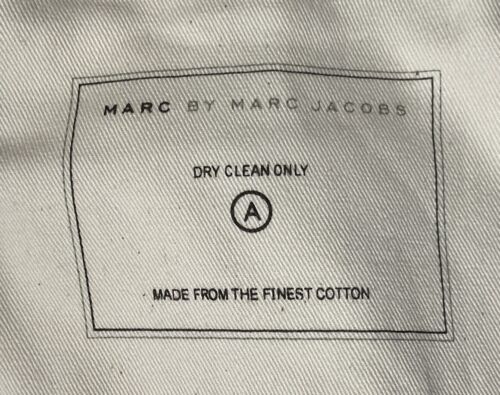 MARC BY MARC JACOBS
DRY CLEAN ONLY
A
MADE FROM THE FINEST COTTON